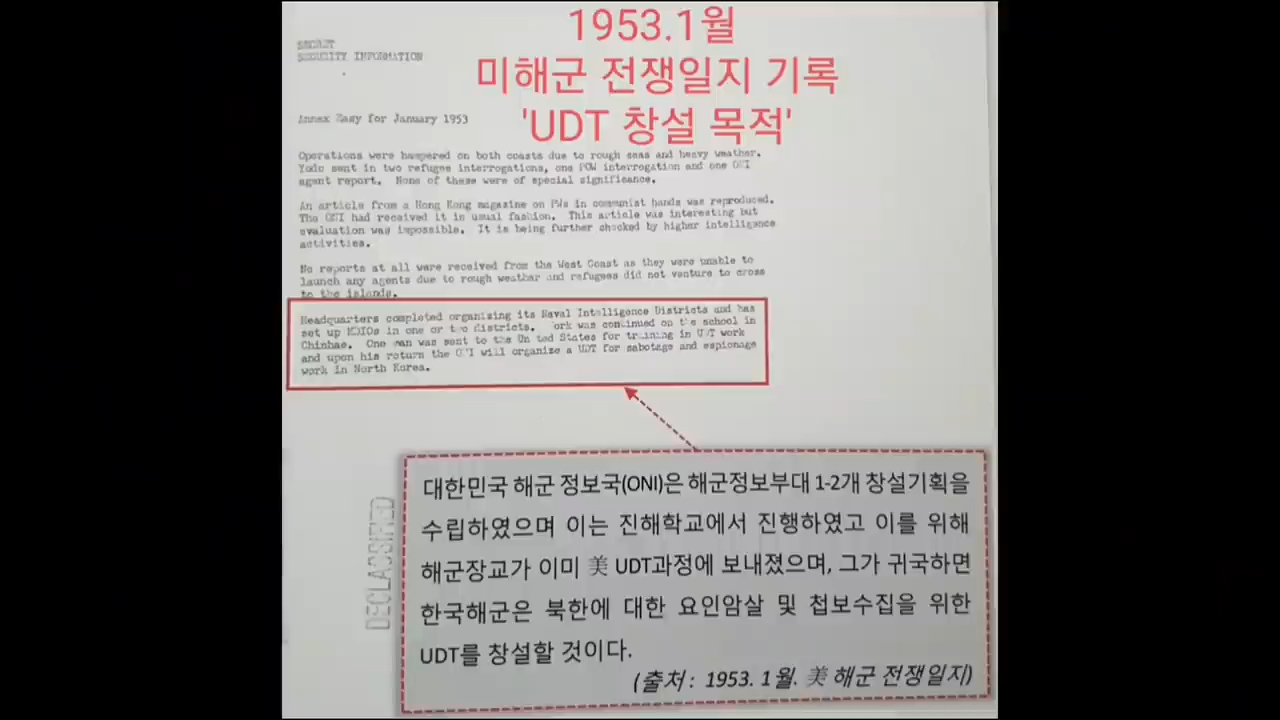 1953.1월
미해군 전쟁일지 기록
'UDT 창설 목적'
SECRET
SECURITY INFORMATION
Annex Easy for January 1953
Operations were hampered on both coasts due to rough seas and heavy weather.
Yodo sent in two refugee interrogations, one POW interrogation and one ONI
agent report. None of these were of special significance.
An article from a Hong Kong magazine on PWs in communist hands was reproduced.
The ONI had received it in usual fashion. This article was interesting but
evaluation was impossible. It is being further checked by higher intelligence
activities.
No reports at all were received from the West Coast as they were unable to
launch any agents due to rough weather and refugees did not venture to cross
to the islands.
Headquarters completed organizing its Naval Intelligence Districts and has
set up in one or two districts. ork was continued on the school in
Chinhae. One man was sent to the United States for training in UDT work
and upon his return the ONI will organize a UDT for sabotage and espionage
work in North Korea.
DECLASSIFIED
대한민국 해군 정보국(ONI)은 해군정보부대 1-2개 창설기획을
수립하였으며 이는 진해학교에서 진행하였고 이를 위해
해군장교가 이미 美 UDT과정에 보내졌으며, 그가 귀국하면
한국해군은 북한에 대한 요인암살 및 첩보수집을 위한
UDT를 창설할 것이다.
(출처 : 1953. 1월. 美 해군 전쟁일지)